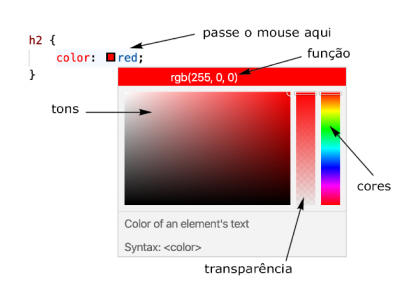 passe o mouse aqui
h2 {
color: red;
}
função
rgb(255, 0, 0)
tons
cores
Color of an element's text
Syntax: <color>
transparência